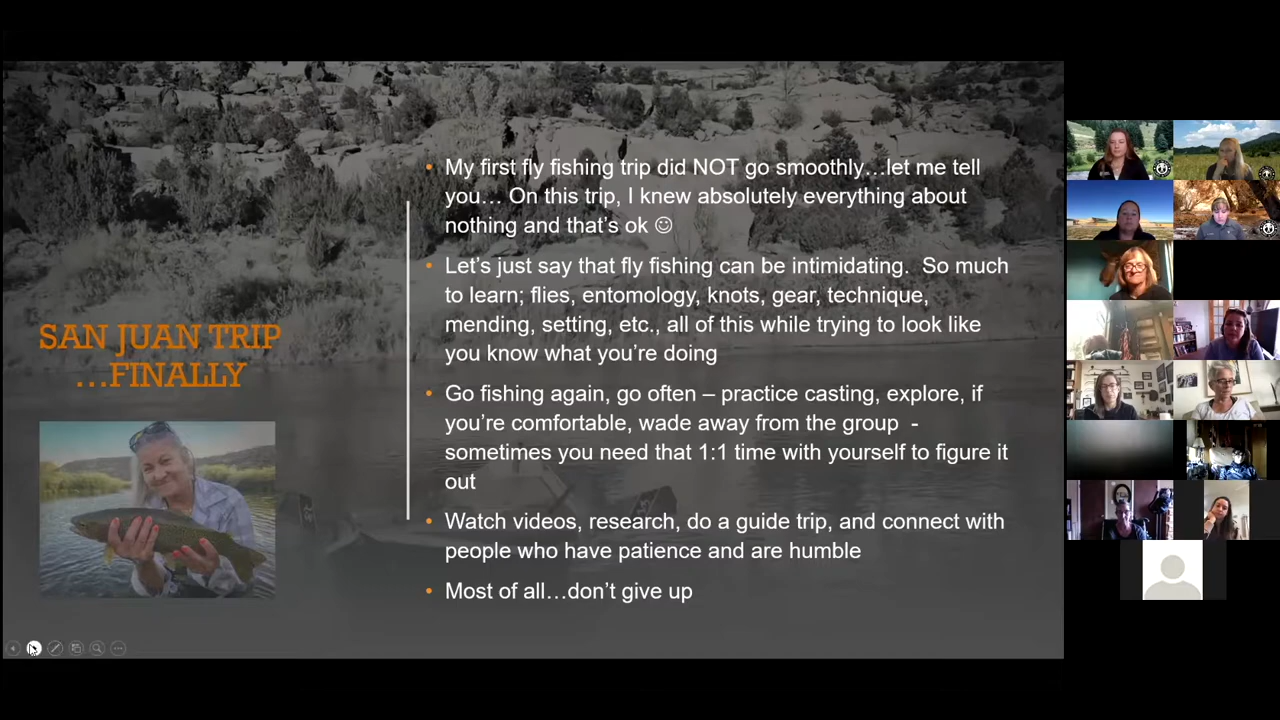 SAN JUAN TRIP
…FINALLY
• My first fly fishing trip did NOT go smoothly…let me tell
you… On this trip, I knew absolutely everything about
nothing and that’s ok ☺
• Let’s just say that fly fishing can be intimidating.  So much
to learn; flies, entomology, knots, gear, technique,
mending, setting, etc., all of this while trying to look like
you know what you’re doing
• Go fishing again, go often – practice casting, explore, if
you’re comfortable, wade away from the group  -
sometimes you need that 1:1 time with yourself to figure it
out
• Watch videos, research, do a guide trip, and connect with
people who have patience and are humble
• Most of all…don’t give up